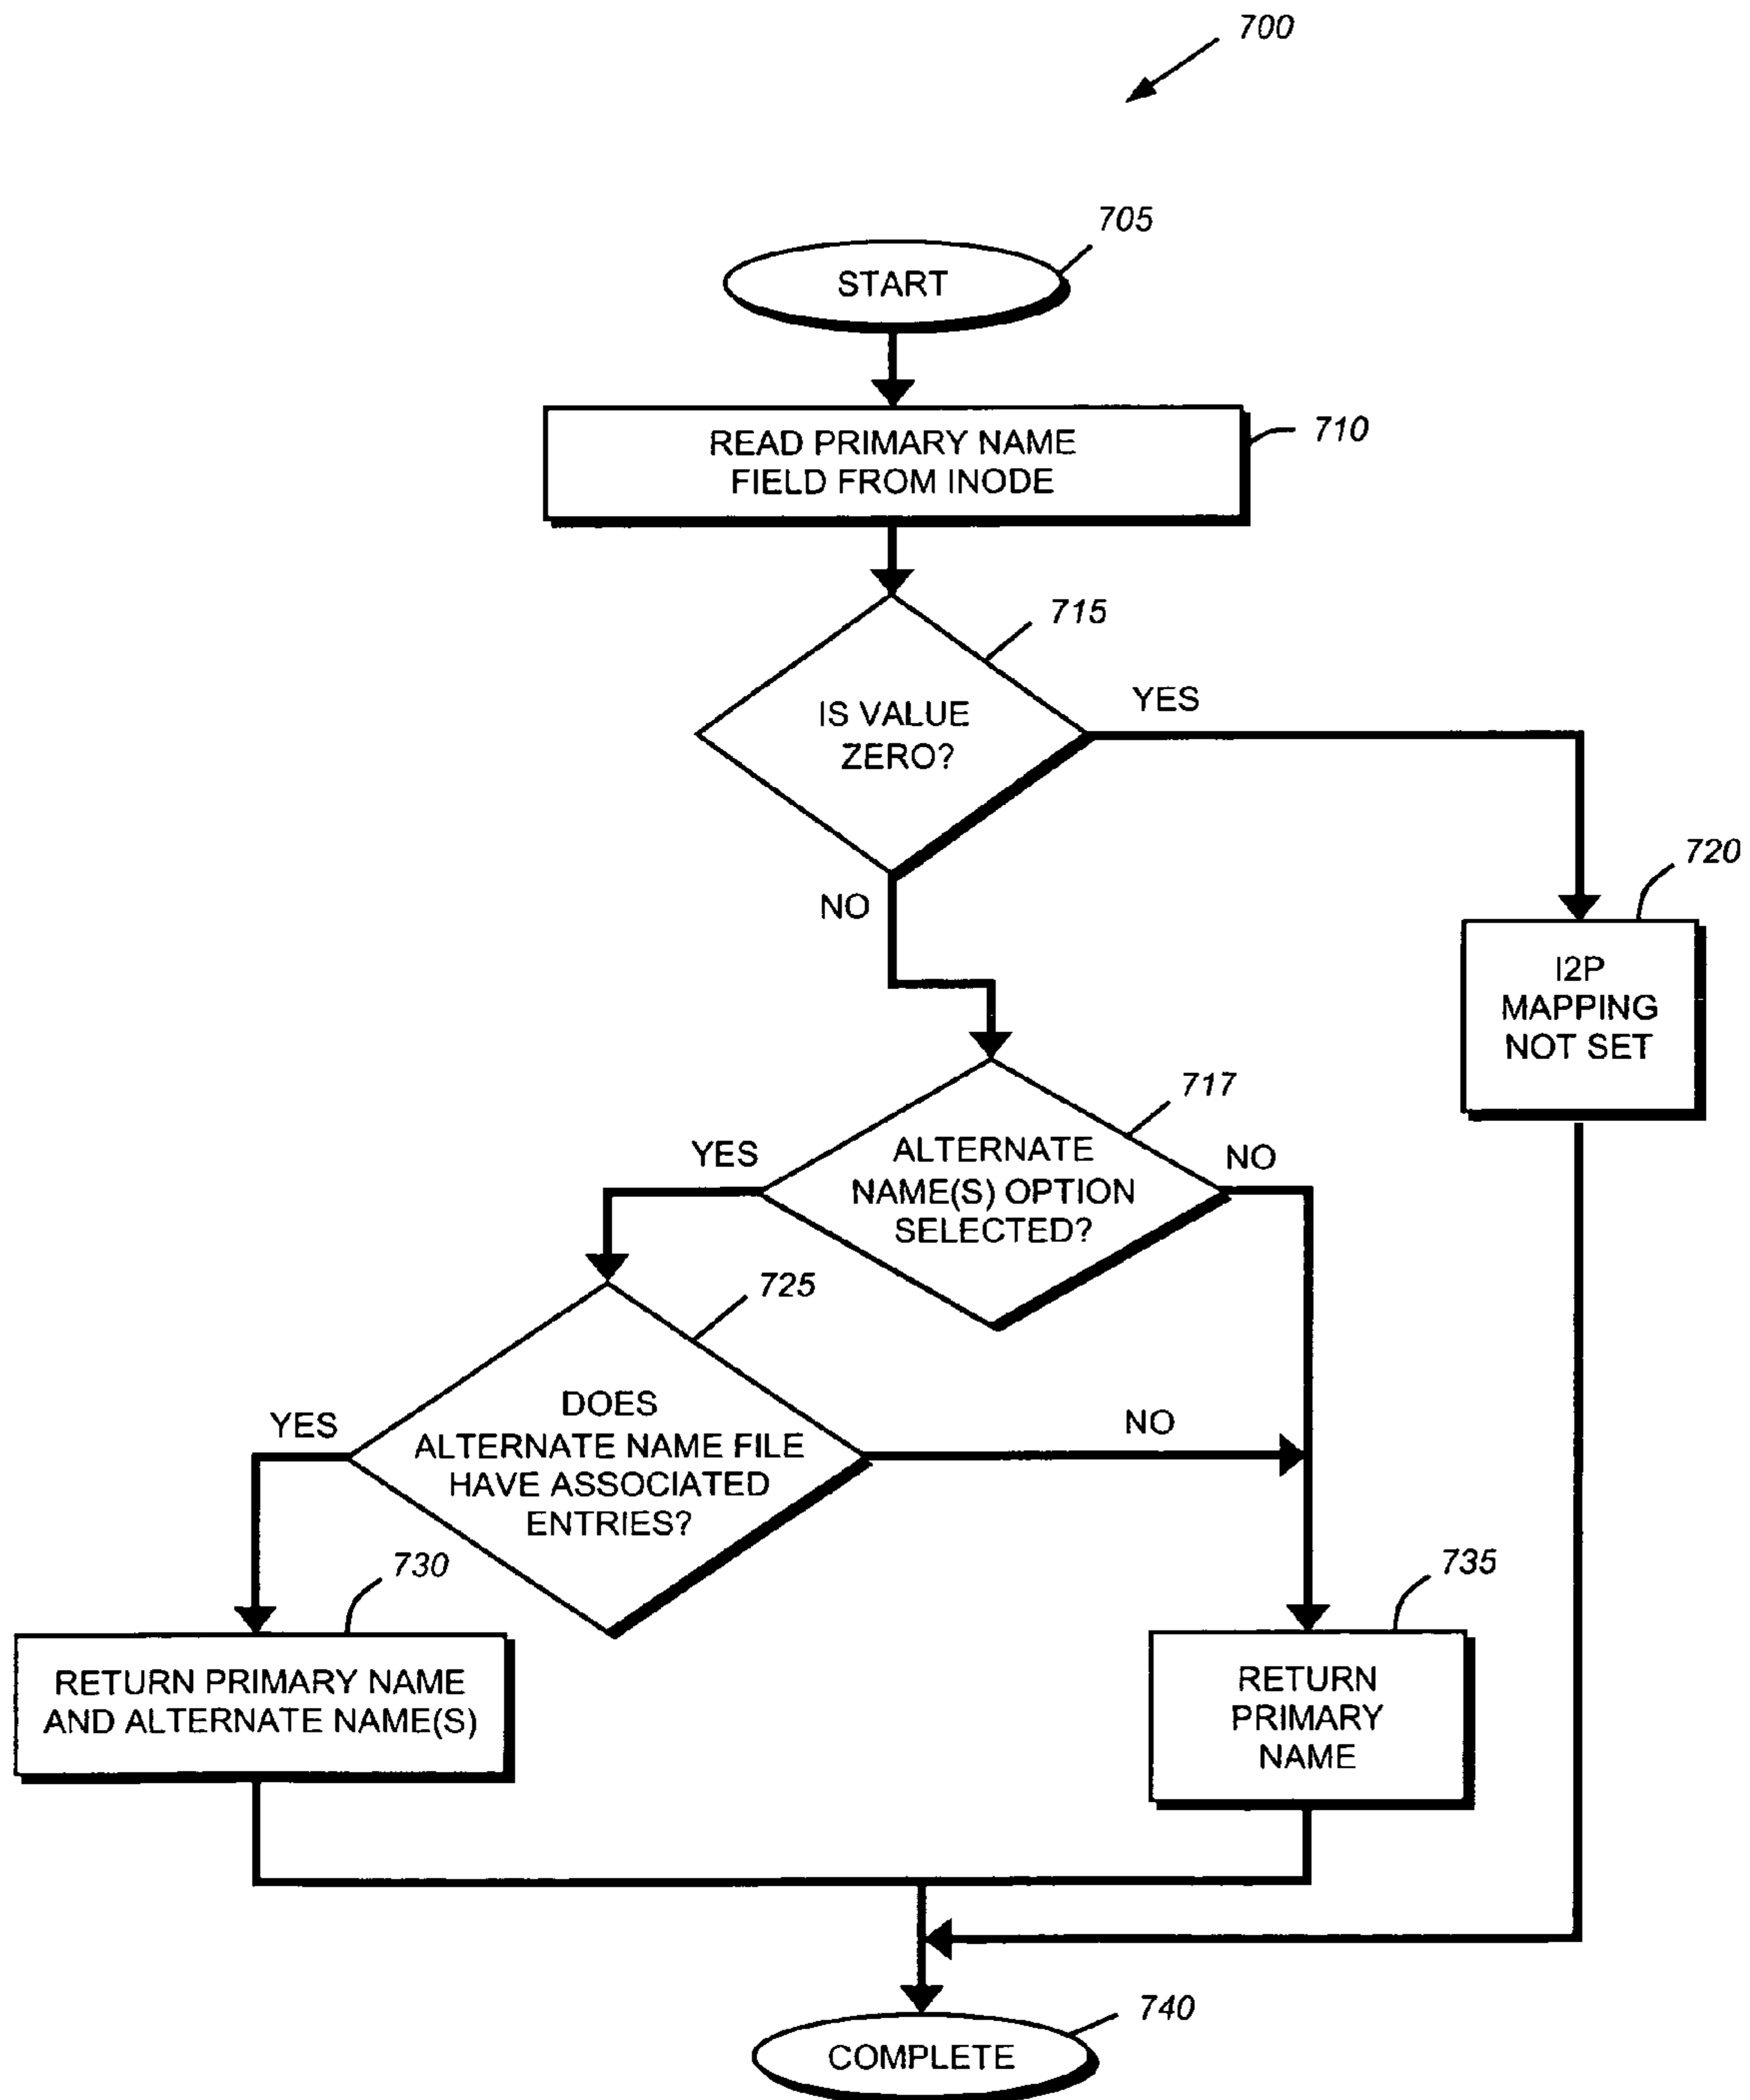 700
705
START
READ PRIMARY NAME
FIELD FROM INODE
710
715
IS VALUE
ZERO?
YES
NO
720
I2P
MAPPING
NOT SET
717
ALTERNATE
NAME(S) OPTION
SELECTED?
YES
NO
725
DOES
ALTERNATE NAME FILE
HAVE ASSOCIATED
ENTRIES?
YES
NO
730
RETURN PRIMARY NAME
AND ALTERNATE NAME(S)
735
RETURN
PRIMARY
NAME
740
COMPLETE